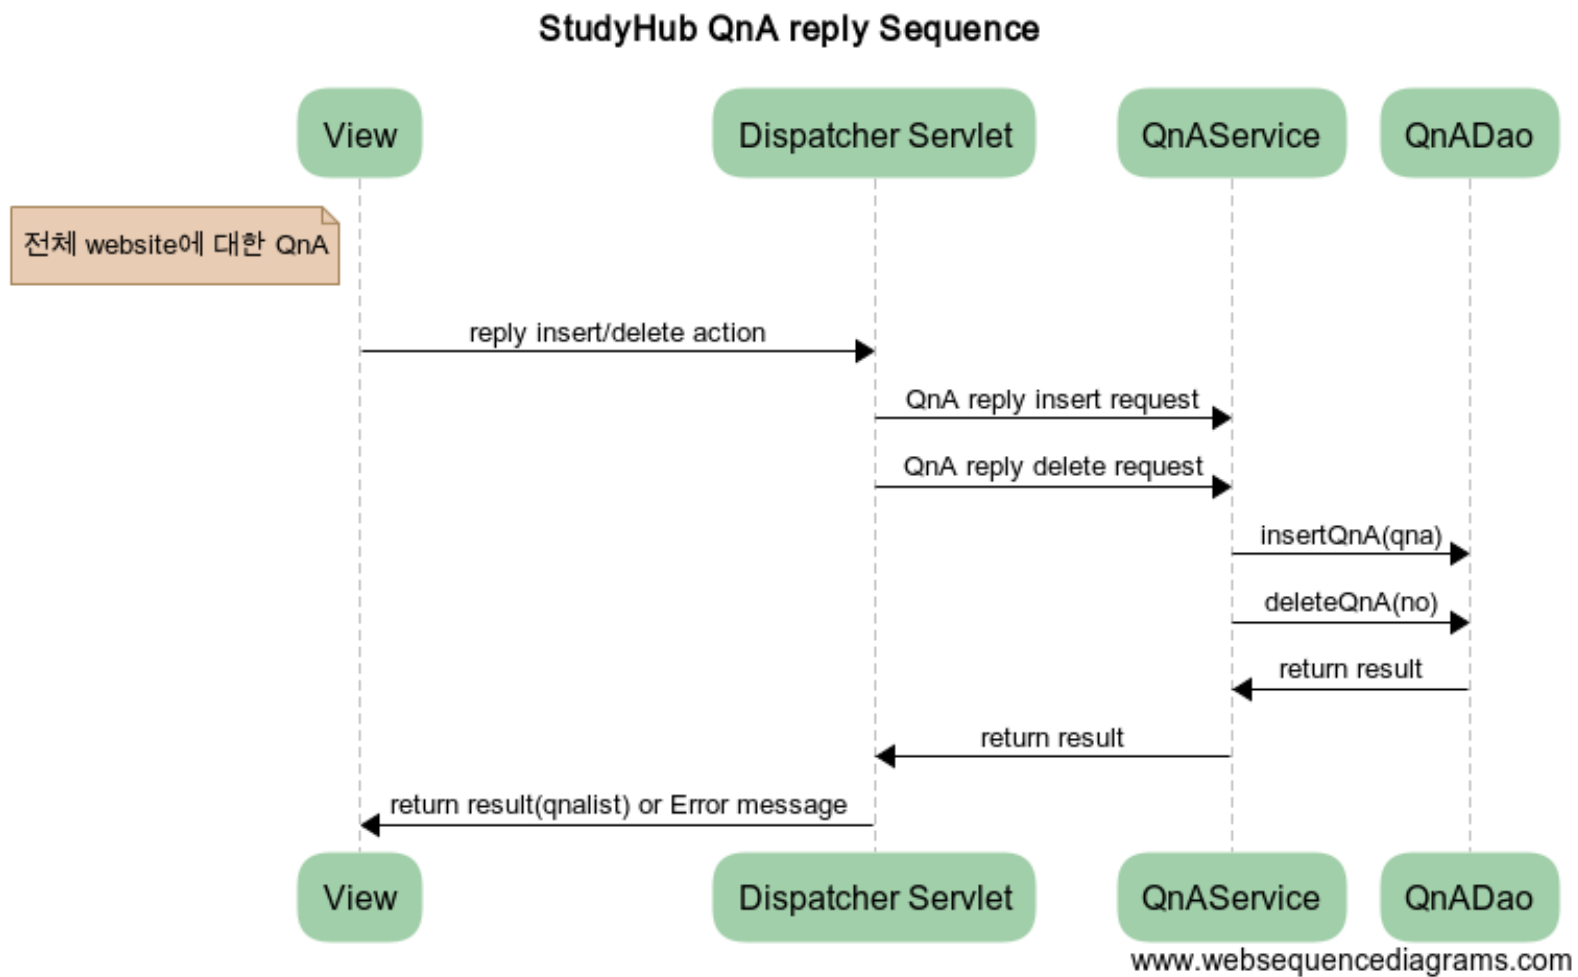 StudyHub QnA reply Sequence
View
Dispatcher Servlet
QnAService
QnADao
전체 website에 대한 QnA
reply insert/delete action
QnA reply insert request
QnA reply delete request
insertQnA(qna)
deleteQnA(no)
return result
return result
return result(qnalist) or Error message
View
Dispatcher Servlet
QnAService
QnADao
www.websequencediagrams.com